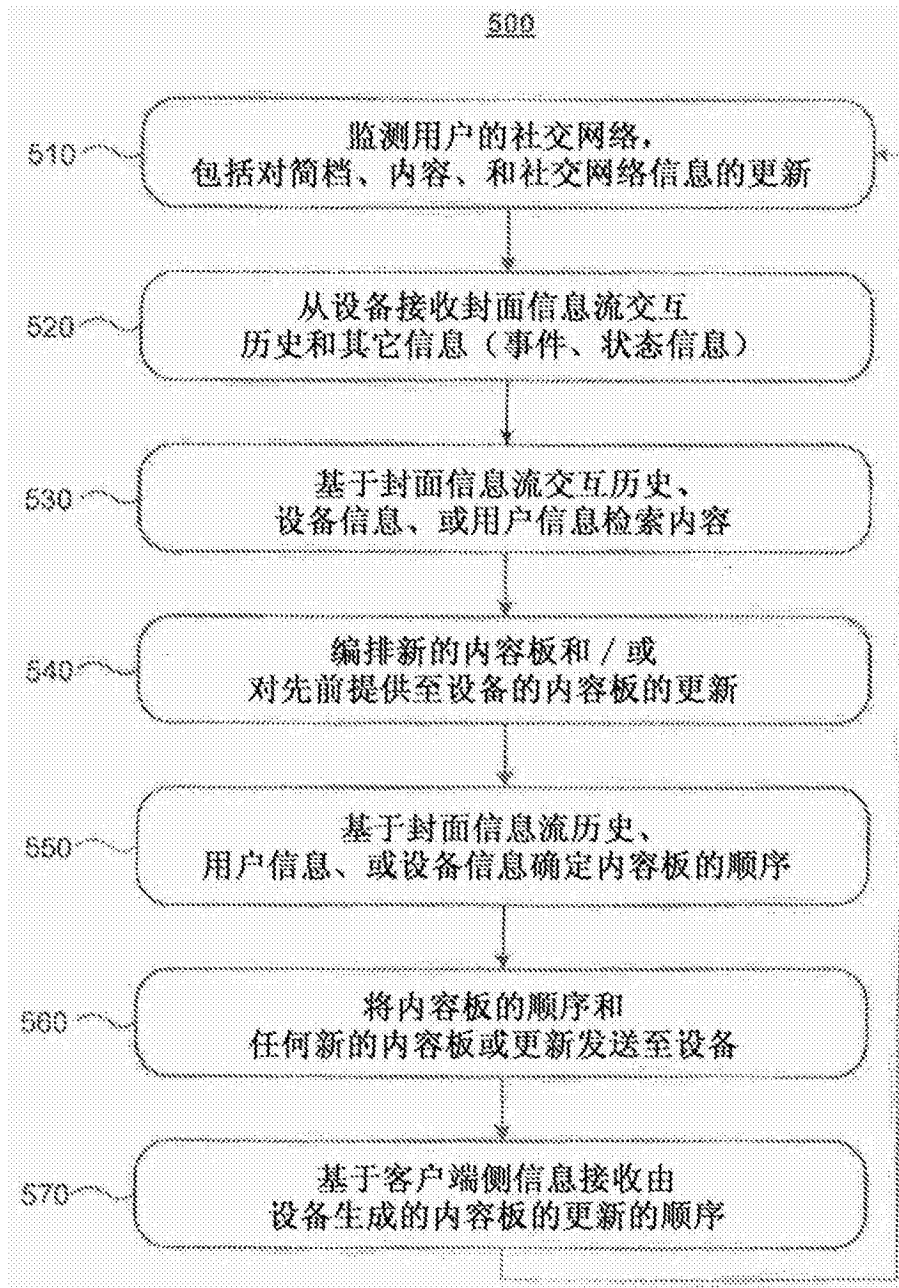 500
510
监测用户的社交网络,
包括对简档、内容、和社交网络信息的更新
520
从设备接收封面信息流交互
历史和其它信息（事件、状态信息）
530
基于封面信息流交互历史、
设备信息、或用户信息检索内容
540
编排新的内容板和／或
对先前提供至设备的内容板的更新
550
基于封面信息流历史、
用户信息、或设备信息确定内容板的顺序
560
将内容板的顺序和
任何新的内容板或更新发送至设备
570
基于客户端侧信息接收由
设备生成的内容板的更新的顺序